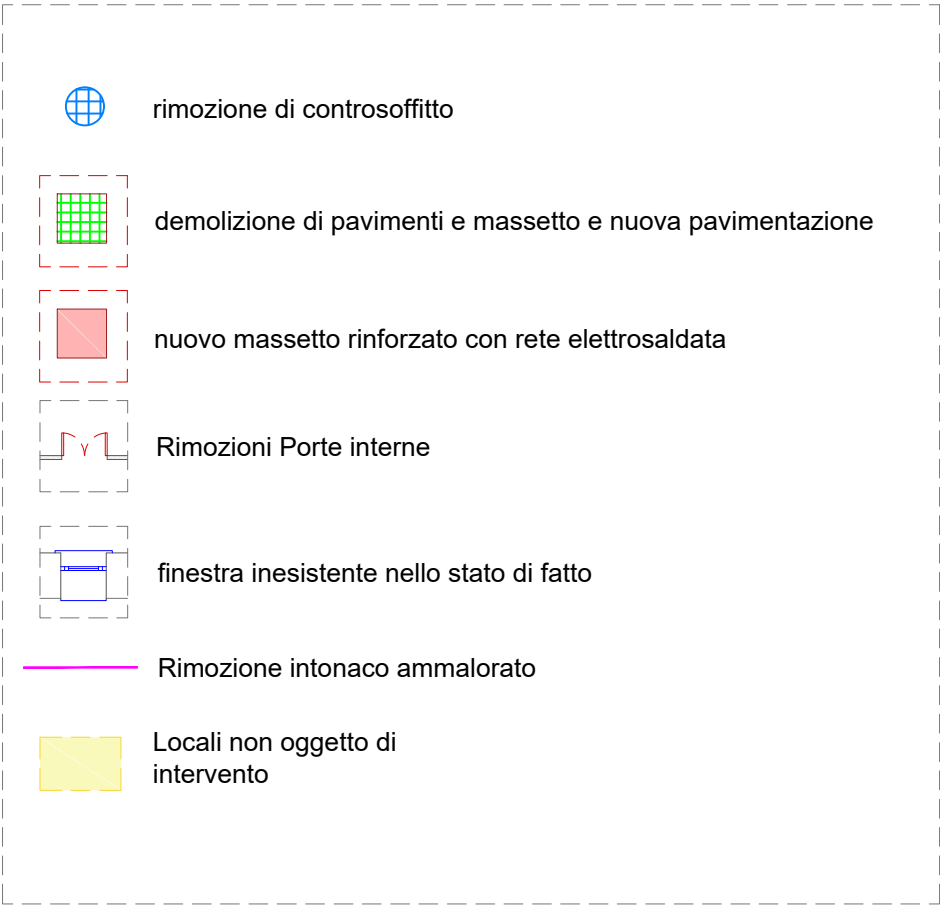 rimozione di controsoffitto
demolizione di pavimenti e massetto e nuova pavimentazione
nuovo massetto rinforzato con rete elettrosaldata
Rimozioni Porte interne
finestra inesistente nello stato di fatto
Rimozione intonaco ammalorato
Locali non oggetto di
intervento